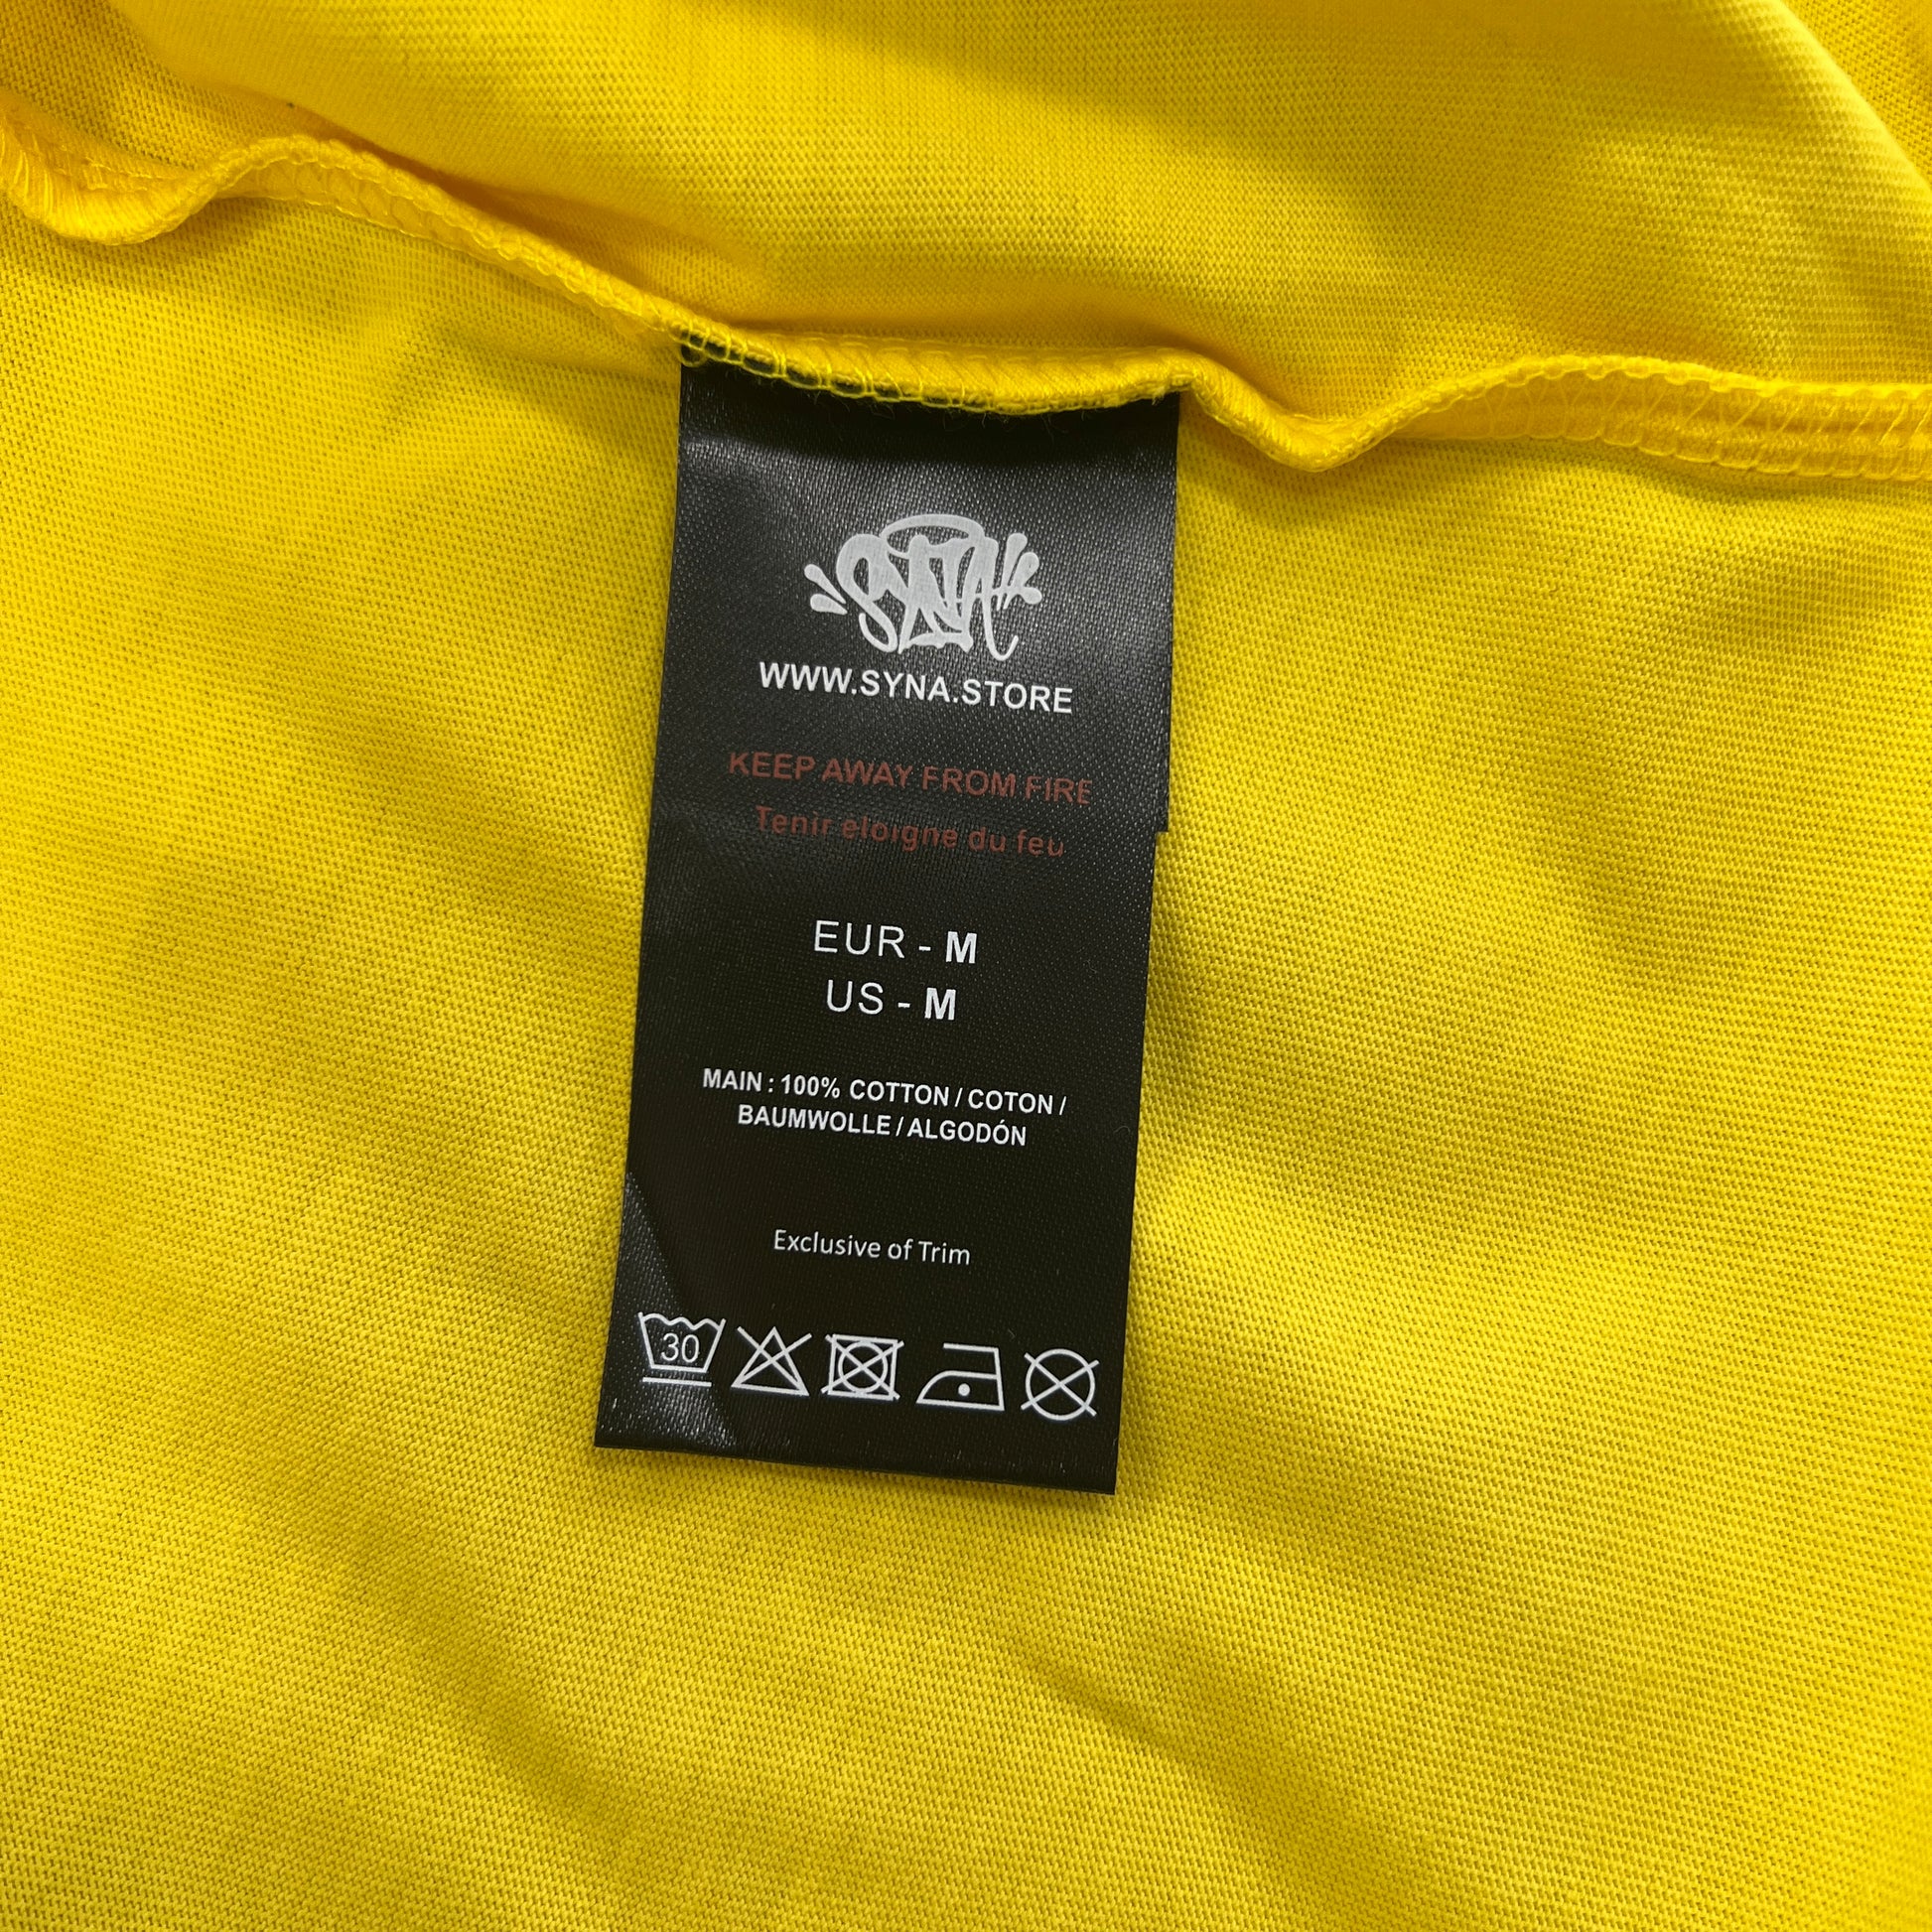 SYNA
WWW.SYNA.STORE
KEEP AWAY FROM FIRE
Tenir eloigne du feu
EUR - M
US - M
MAIN : 100% COTTON / COTON /
BAUMWOLLE / ALGODÓN
Exclusive of Trim
30